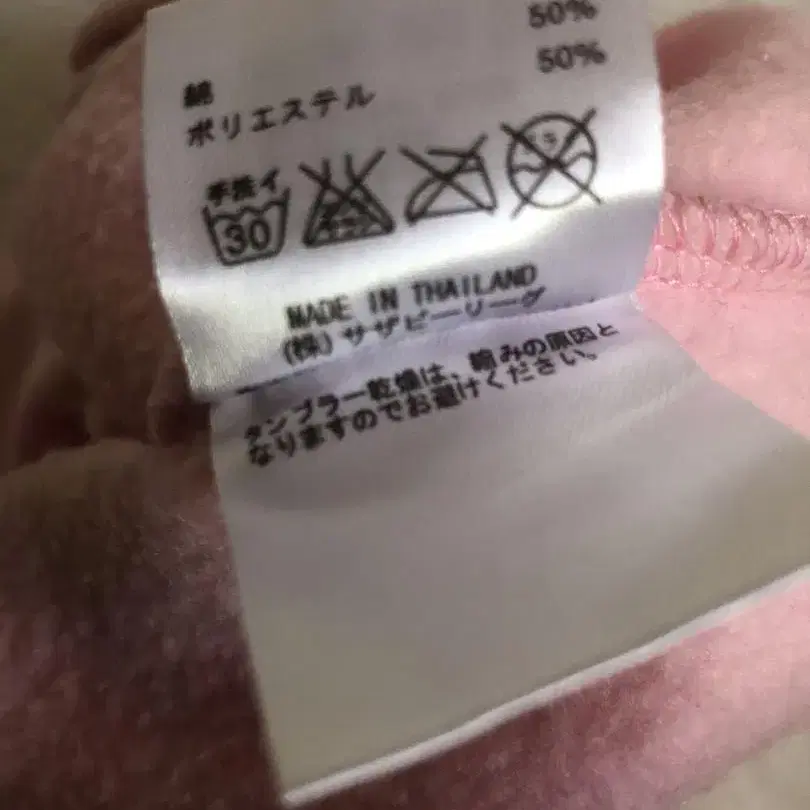 50%
綿 50%
ポリエステル
手洗イ
30
MADE IN THAILAND
(株) サザビーリーグ
タンブラー乾燥は、縮みの原因と
なりますのでお避けください。